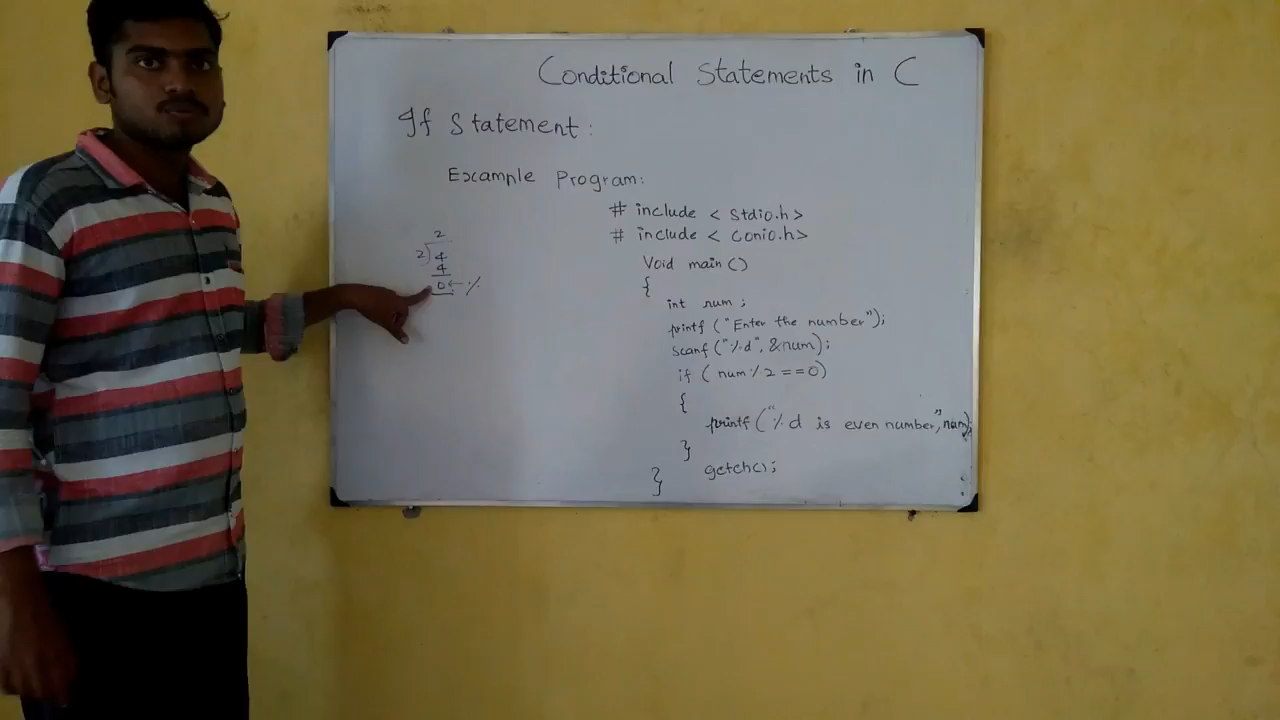 Conditional Statements in C
If Statement:
Example Program:
# include < stdio.h>
# include < conio.h>
Void main ()
{
int num ;
printf ("Enter the number");
scanf ("%d", &num);
if ( num % 2 == 0)
{
printf ("%d is even number", num);
}
getch();
}
2
2) 4
4
0 ← %